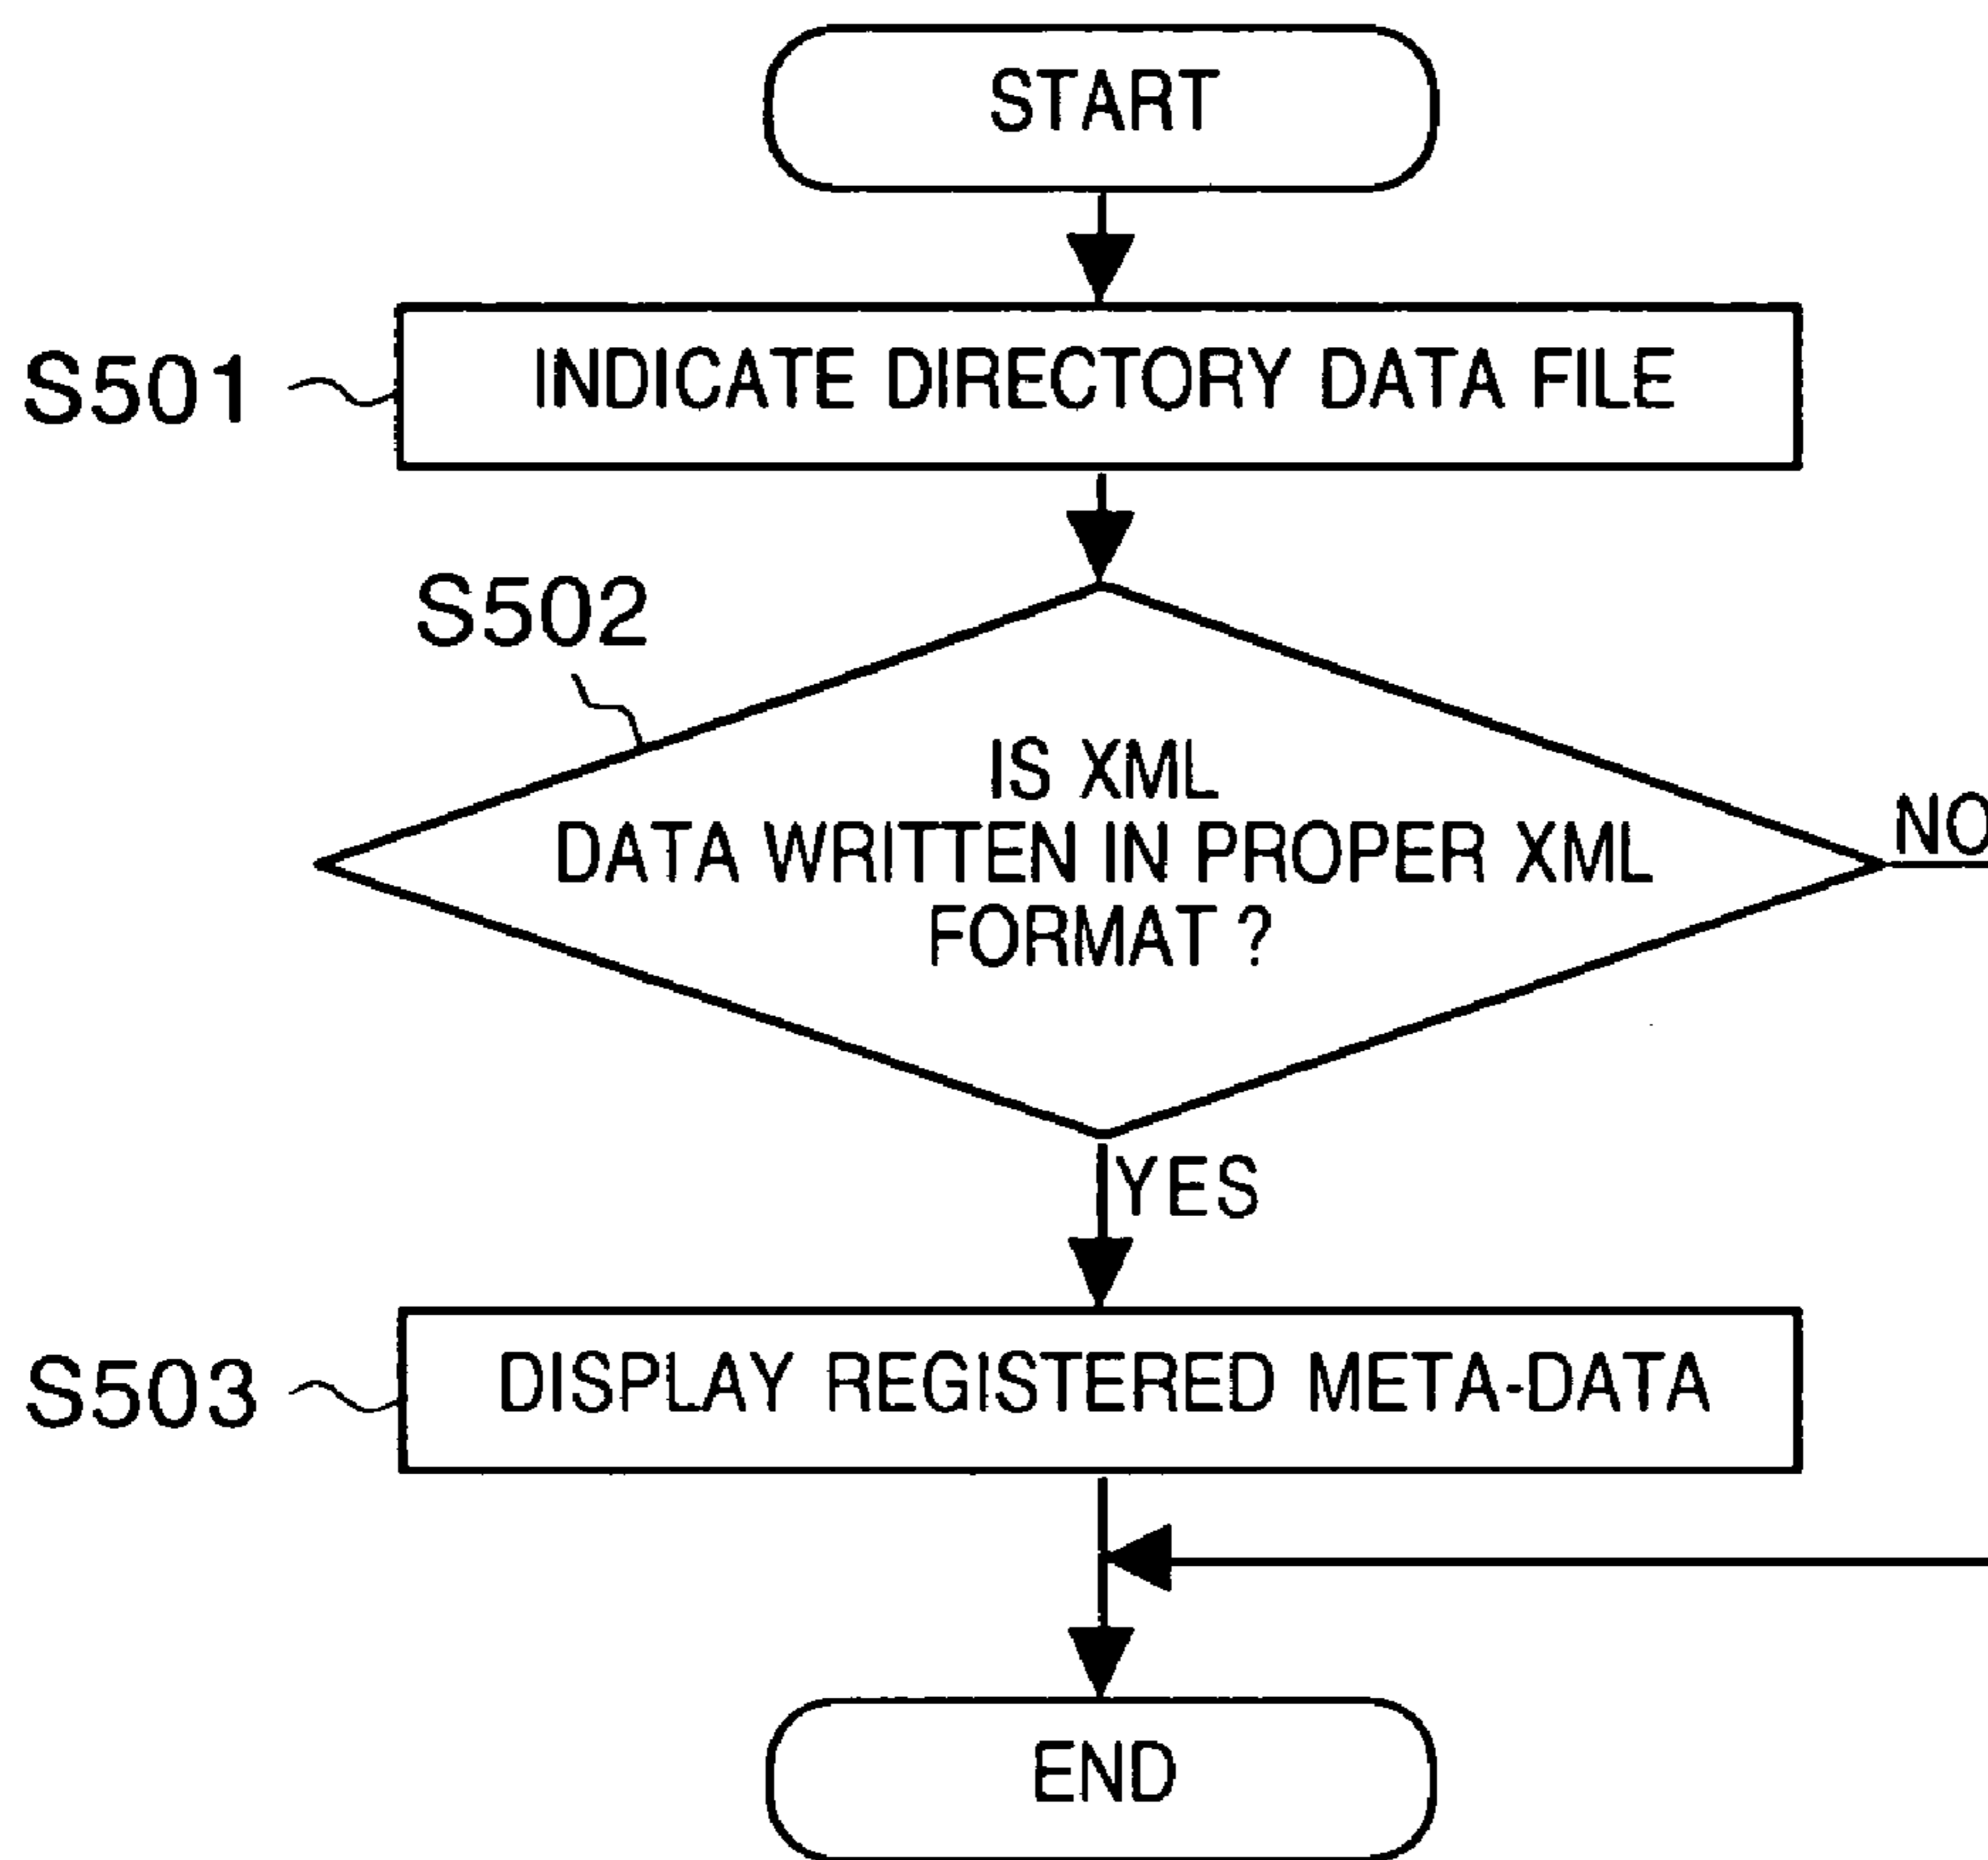 START
S501
INDICATE DIRECTORY DATA FILE
S502
IS XML
DATA WRITTEN IN PROPER XML
FORMAT ?
NO
YES
S503
DISPLAY REGISTERED META-DATA
END